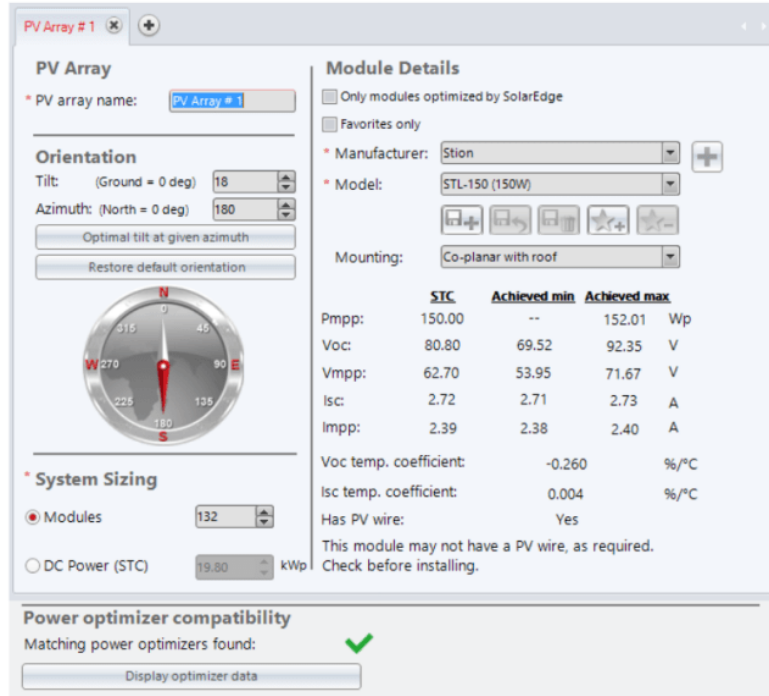 PV Array # 1
PV Array
* PV array name: PV Array # 1
Orientation
Tilt: (Ground = 0 deg) 18
Azimuth: (North = 0 deg) 180
Optimal tilt at given azimuth
Restore default orientation
N
0
315 45
W 270 90 E
225 135
180
S
* System Sizing
Modules 132
DC Power (STC) 19.80 kWp
Module Details
Only modules optimized by SolarEdge
Favorites only
* Manufacturer: Stion
* Model: STL-150 (150W)
Mounting: Co-planar with roof
STC Achieved min Achieved max
Pmpp: 150.00 -- 152.01 Wp
Voc: 80.80 69.52 92.35 V
Vmpp: 62.70 53.95 71.67 V
Isc: 2.72 2.71 2.73 A
Impp: 2.39 2.38 2.40 A
Voc temp. coefficient: -0.260 %/°C
Isc temp. coefficient: 0.004 %/°C
Has PV wire: Yes
This module may not have a PV wire, as required.
Check before installing.
Power optimizer compatibility
Matching power optimizers found:
Display optimizer data